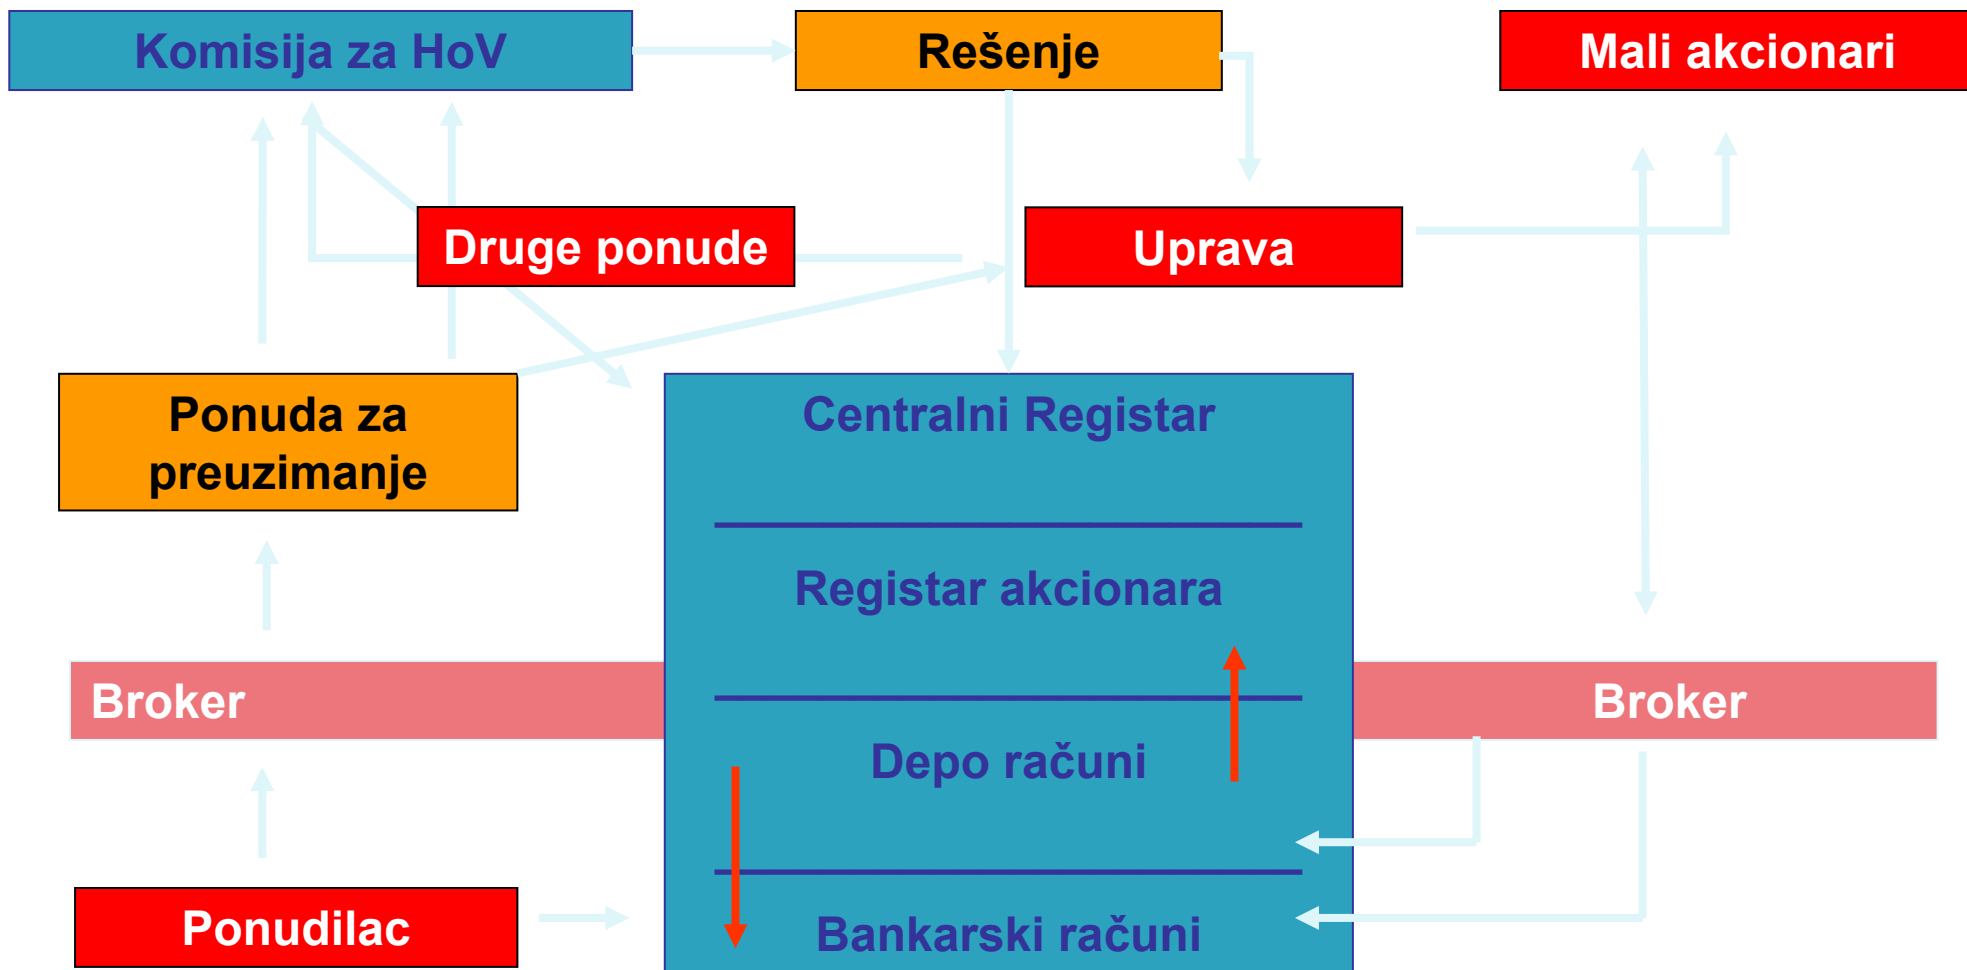 Komisija za HoV
Rešenje
Mali akcionari
Druge ponude
Uprava
Ponuda za
preuzimanje
Centralni Registar
Registar akcionara
Broker
Broker
Depo računi
Ponudilac
Bankarski računi